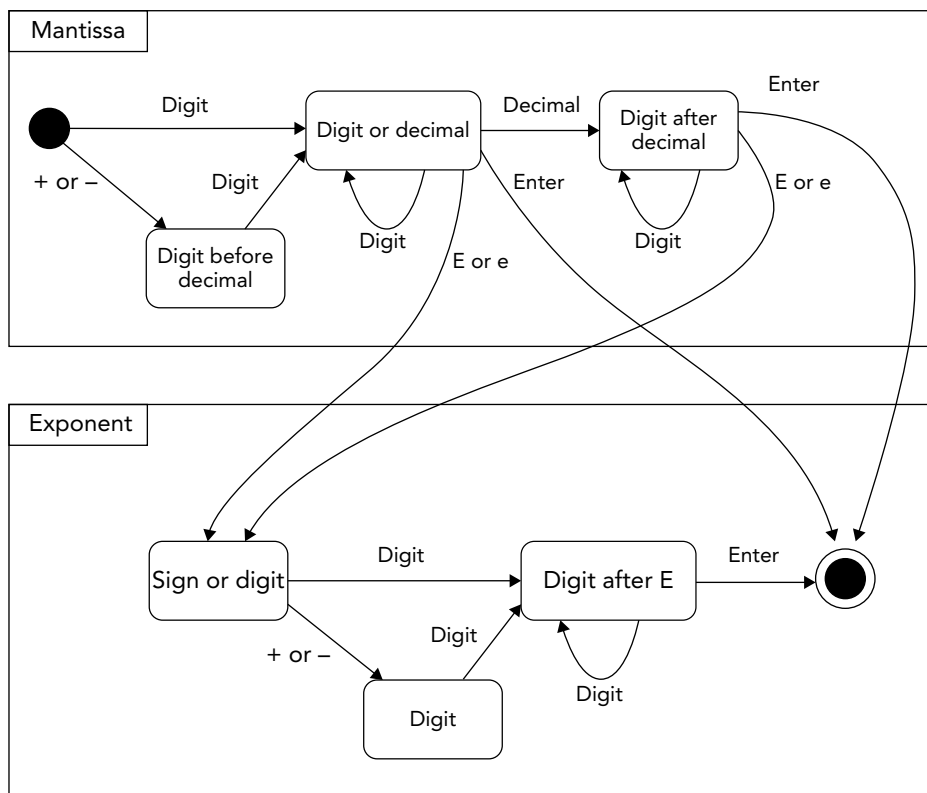 Mantissa
Enter
Digit
Decimal
Digit or decimal
Digit after
decimal
+ or –
Digit
Enter
E or e
Digit
Digit
Digit before
decimal
E or e
Exponent
Sign or digit
Digit
Digit after E
Enter
+ or –
Digit
Digit
Digit